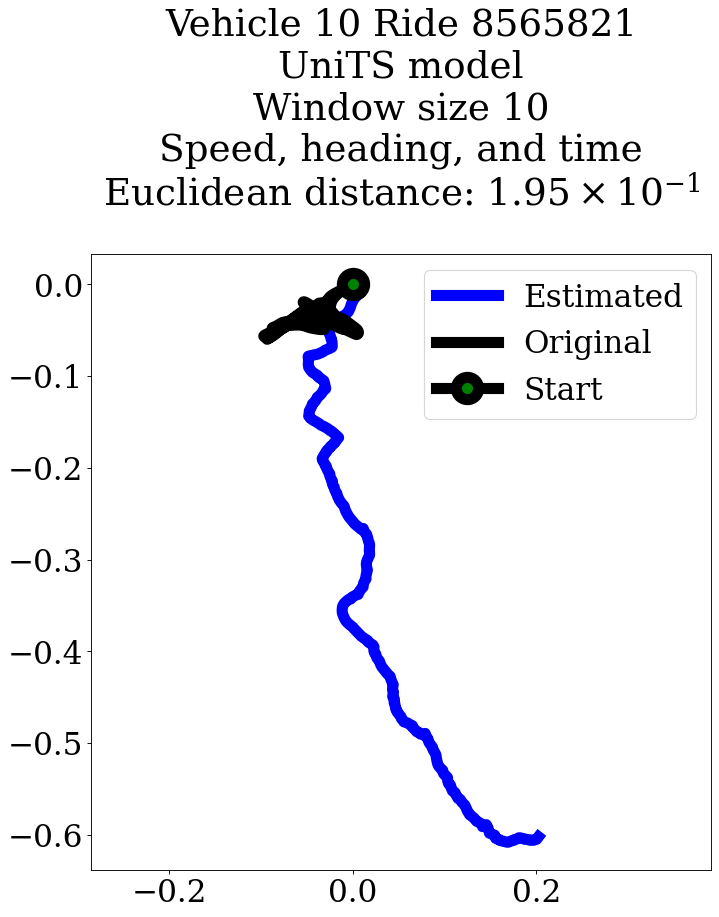 Vehicle 10 Ride 8565821
UniTS model
Window size 10
Speed, heading, and time
Euclidean distance: 1.95 × 10⁻¹
Estimated
Original
Start
0.0
−0.1
−0.2
−0.3
−0.4
−0.5
−0.6
−0.2 0.0 0.2